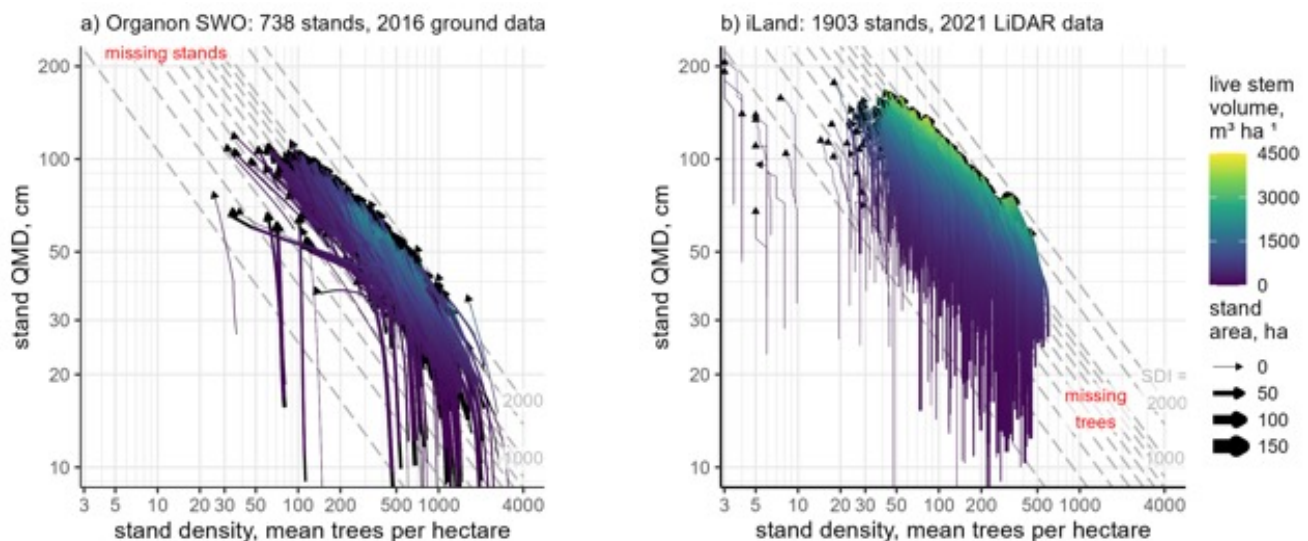 a) Organon SWO: 738 stands, 2016 ground data
missing stands
200
100
50
30
20
10
stand QMD, cm
2000
1000
3 5 10 20 30 50 100 200 500 1000 4000
stand density, mean trees per hectare
b) iLand: 1903 stands, 2021 LiDAR data
200
100
50
30
20
10
stand QMD, cm
SDI =
2000
missing
trees
1000
3 5 10 20 30 50 100 200 500 1000 4000
stand density, mean trees per hectare
live stem
volume,
m³ ha ¹
4500
3000
1500
0
stand
area, ha
0
50
100
150